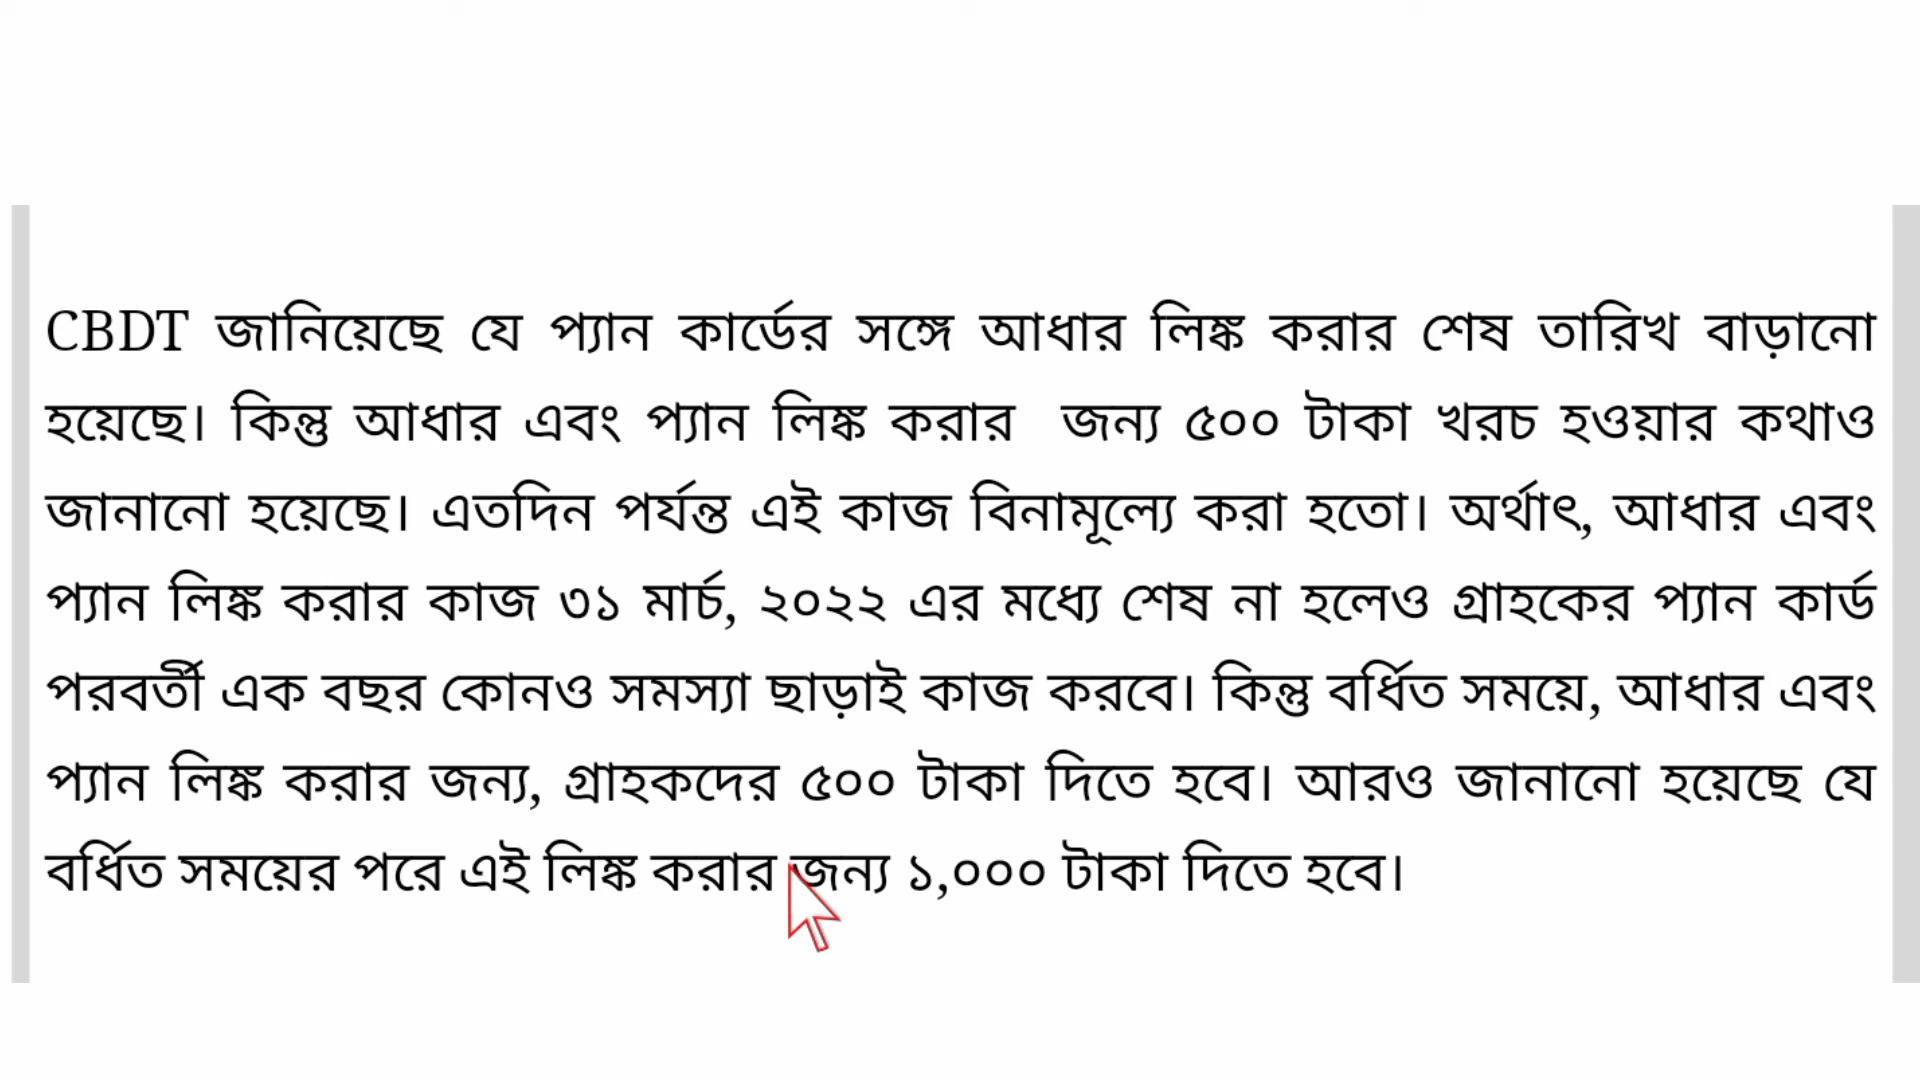 CBDT জানিয়েছে যে প্যান কার্ডের সঙ্গে আধার লিঙ্ক করার শেষ তারিখ বাড়ানো
হয়েছে। কিন্তু আধার এবং প্যান লিঙ্ক করার জন্য ৫০০ টাকা খরচ হওয়ার কথাও
জানানো হয়েছে। এতদিন পর্যন্ত এই কাজ বিনামূল্যে করা হতো। অর্থাৎ, আধার এবং
প্যান লিঙ্ক করার কাজ ৩১ মার্চ, ২০২২ এর মধ্যে শেষ না হলেও গ্রাহকের প্যান কার্ড
পরবর্তী এক বছর কোনও সমস্যা ছাড়াই কাজ করবে। কিন্তু বর্ধিত সময়ে, আধার এবং
প্যান লিঙ্ক করার জন্য, গ্রাহকদের ৫০০ টাকা দিতে হবে। আরও জানানো হয়েছে যে
বর্ধিত সময়ের পরে এই লিঙ্ক করার জন্য ১,০০০ টাকা দিতে হবে।